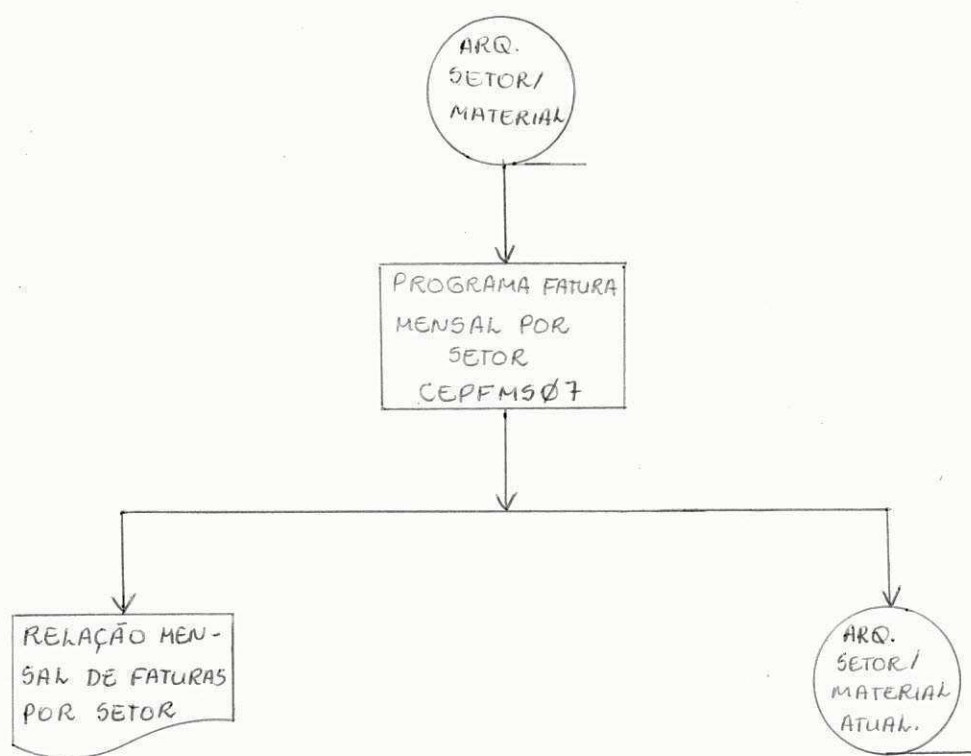 ARQ.
SETOR/
MATERIAL
PROGRAMA FATURA
MENSAL POR
SETOR
CEPFMSØ7
RELAÇÃO MEN-
SAL DE FATURAS
POR SETOR
ARQ.
SETOR/
MATERIAL
ATUAL.